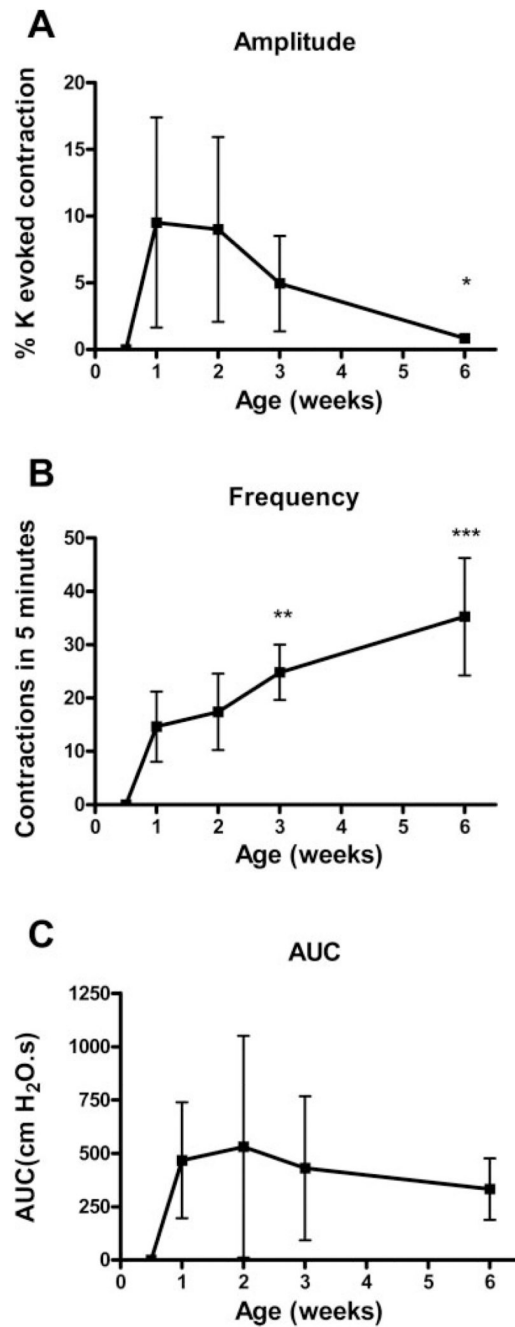 A
Amplitude
% K evoked contraction
20
15
10
5
0
*
0 1 2 3 4 5 6
Age (weeks)
B
Frequency
Contractions in 5 minutes
50
40
30
20
10
0
**
***
0 1 2 3 4 5 6
Age (weeks)
C
AUC
AUC(cm H₂O.s)
1250
1000
750
500
250
0
0 1 2 3 4 5 6
Age (weeks)